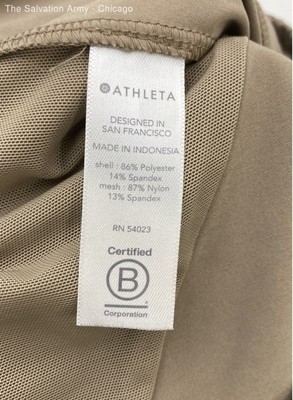 The Salvation Army - Chicago
ATHLETA
DESIGNED IN
SAN FRANCISCO
MADE IN INDONESIA
shell : 86% Polyester
14% Spandex
mesh : 87% Nylon
13% Spandex
RN 54023
Certified
B
Corporation